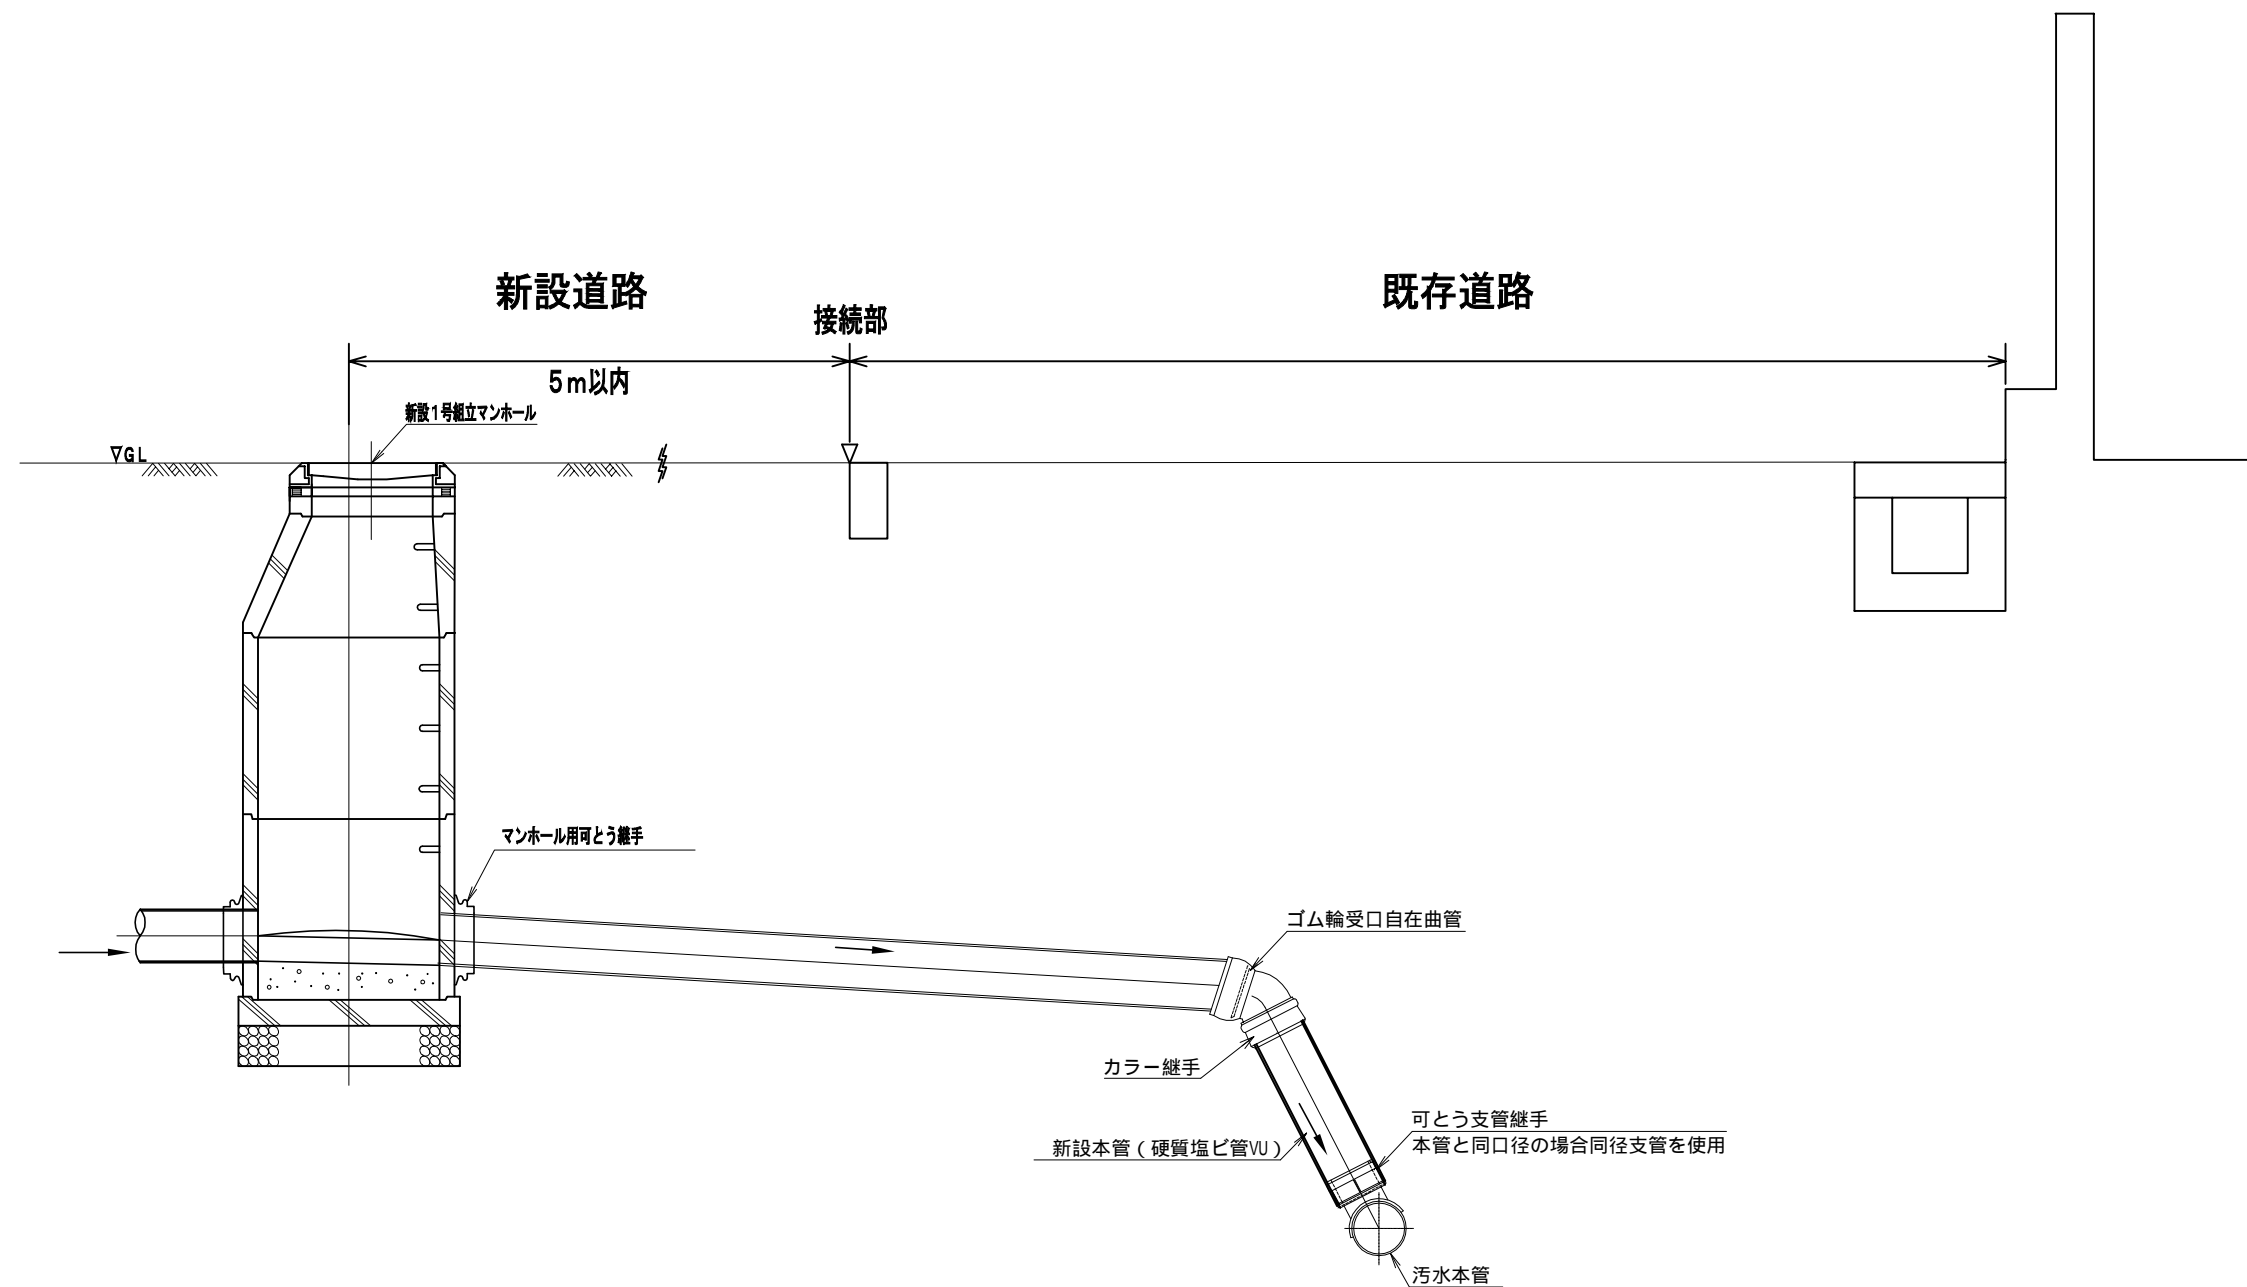 新設道路
既存道路
接続部
5m以内
新設1号組立マンホール
▽GL
マンホール用可とう継手
ゴム輪受口自在曲管
カラー継手
可とう支管継手
新設本管(硬質塩ビ管VU)
本管と同口径の場合同径支管を使用
汚水本管